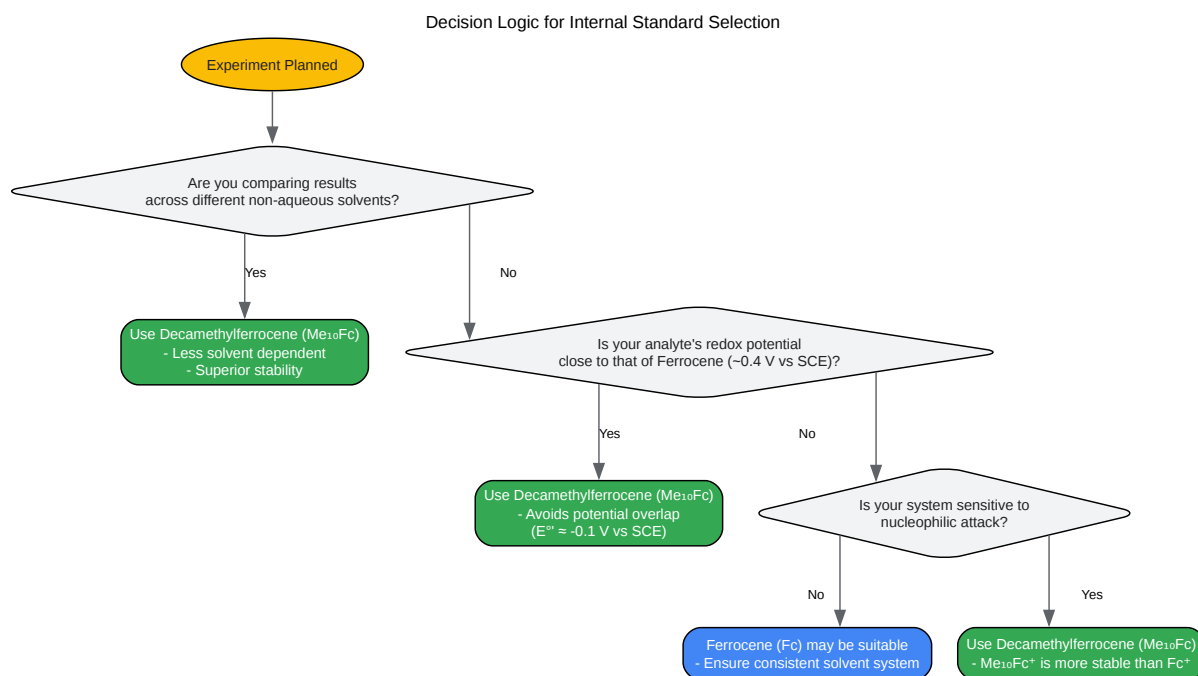 Decision Logic for Internal Standard Selection
Experiment Planned
Are you comparing results
across different non-aqueous solvents?
Yes
No
Use Decamethylferrocene (Me₁₀Fc)
- Less solvent dependent
- Superior stability
Is your analyte's redox potential
close to that of Ferrocene (~0.4 V vs SCE)?
Yes
No
Use Decamethylferrocene (Me₁₀Fc)
- Avoids potential overlap
(E°' ≈ -0.1 V vs SCE)
Is your system sensitive to
nucleophilic attack?
No
Yes
Ferrocene (Fc) may be suitable
- Ensure consistent solvent system
Use Decamethylferrocene (Me₁₀Fc)
- Me₁₀Fc⁺ is more stable than Fc⁺